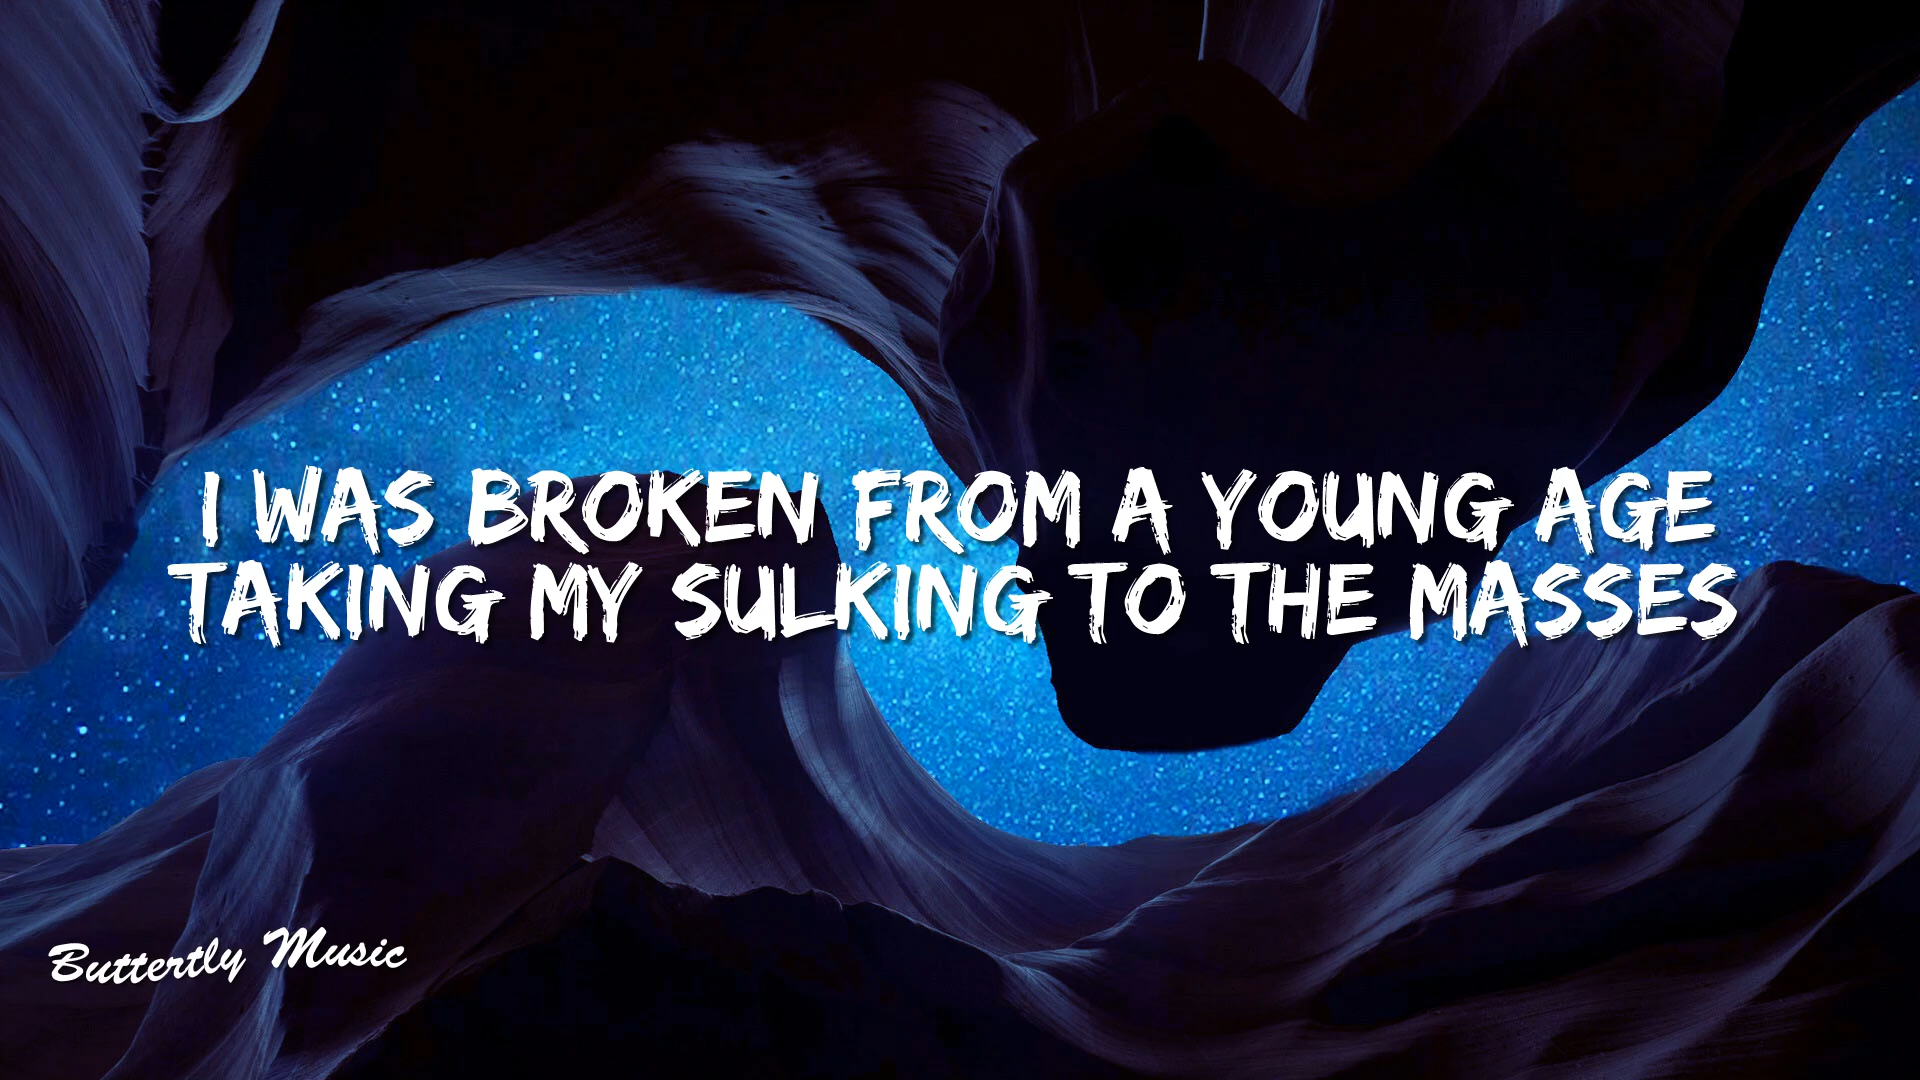 I WAS BROKEN FROM A YOUNG AGE
TAKING MY SULKING TO THE MASSES
Buttertly Music